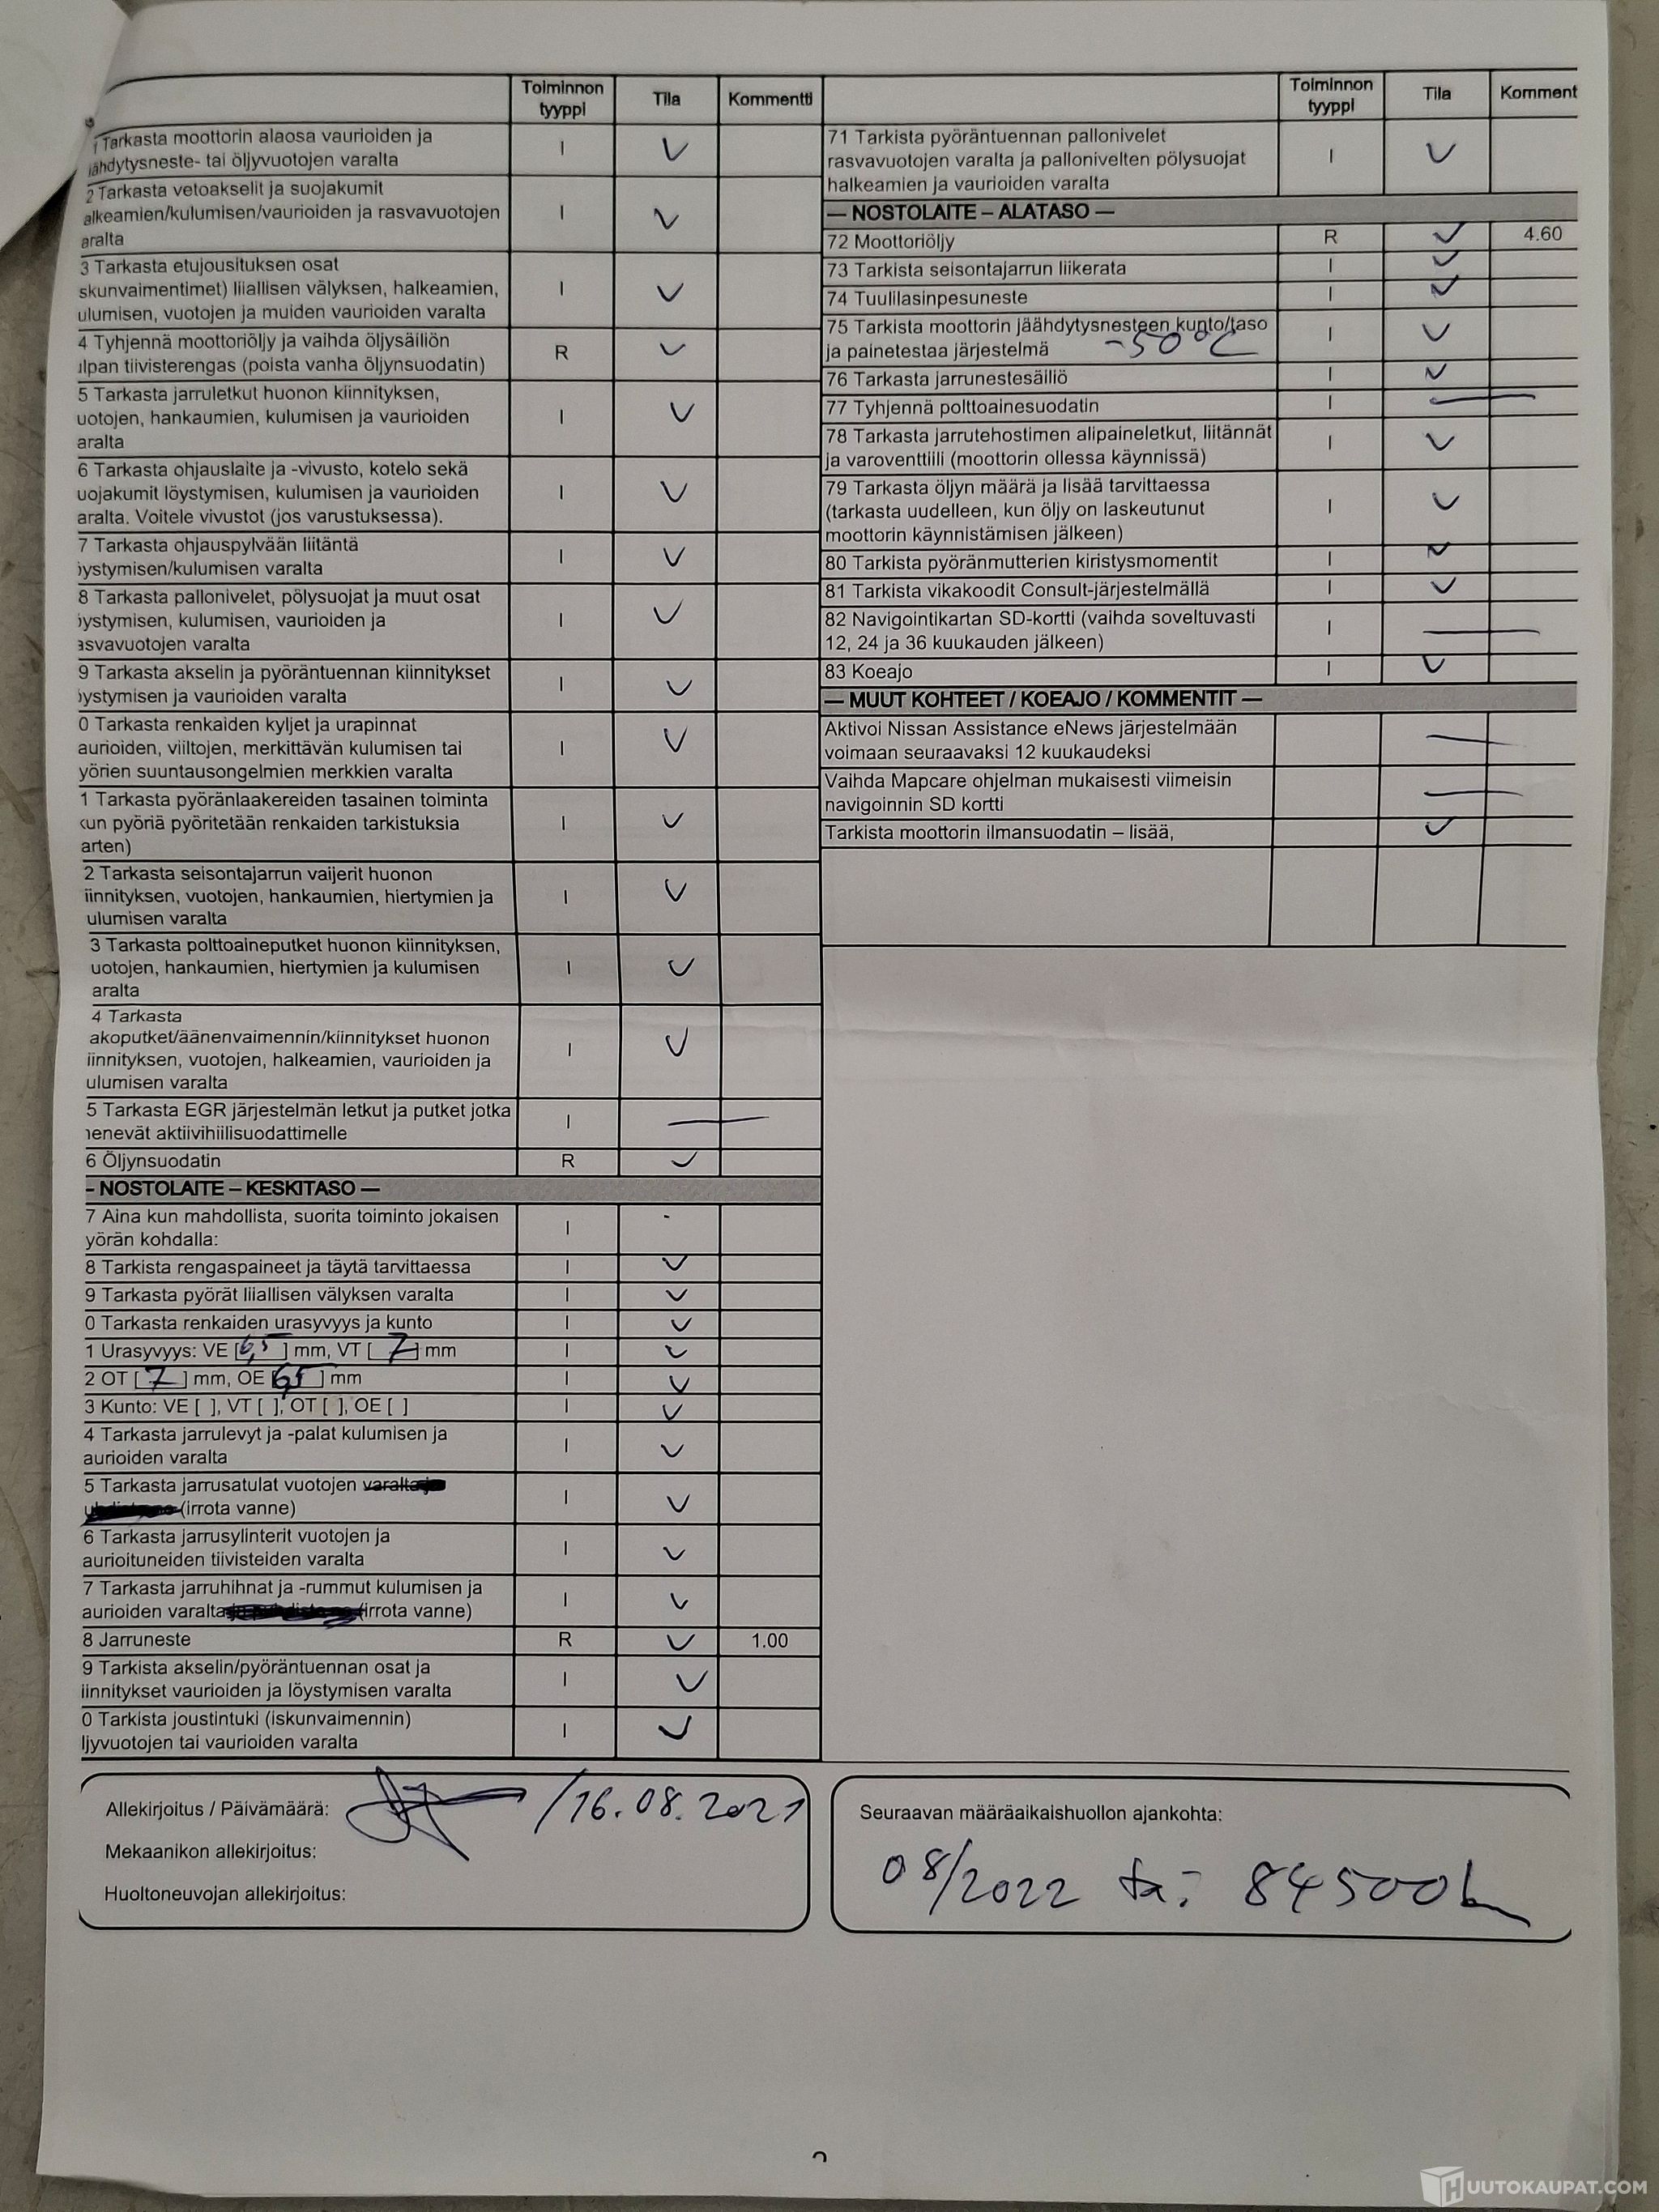 Toiminnon
tyyppi
Tila
Kommentti
Tarkasta moottorin alaosa vaurioiden ja
jäähdytysneste- tai öljyvuotojen varalta
I
2 Tarkasta vetoakselit ja suojakumit
alkeamien/kulumisen/vaurioiden ja rasvavuotojen
aralta
I
3 Tarkasta etujousituksen osat
skunvaimentimet) liiallisen välyksen, halkeamien,
ulumisen, vuotojen ja muiden vaurioiden varalta
I
4 Tyhjennä moottoriöljy ja vaihda öljysäiliön
ulpan tiivisterengas (poista vanha öljynsuodatin)
R
5 Tarkasta jarruletkut huonon kiinnityksen,
uotojen, hankaumien, kulumisen ja vaurioiden
aralta
I
6 Tarkasta ohjauslaite ja -vivusto, kotelo sekä
uojakumit löystymisen, kulumisen ja vaurioiden
aralta. Voitele vivustot (jos varustuksessa).
I
7 Tarkasta ohjauspylvään liitäntä
öystymisen/kulumisen varalta
I
8 Tarkasta pallonivelet, pölysuojat ja muut osat
öystymisen, kulumisen, vaurioiden ja
asvavuotojen varalta
I
9 Tarkasta akselin ja pyöräntuennan kiinnitykset
öystymisen ja vaurioiden varalta
I
0 Tarkasta renkaiden kyljet ja urapinnat
aurioiden, viiltojen, merkittävän kulumisen tai
yörien suuntausongelmien merkkien varalta
I
1 Tarkasta pyöränlaakereiden tasainen toiminta
kun pyöriä pyöritetään renkaiden tarkistuksia
arten)
I
2 Tarkasta seisontajarrun vaijerit huonon
iinnityksen, vuotojen, hankaumien, hiertymien ja
ulumisen varalta
I
3 Tarkasta polttoaineputket huonon kiinnityksen,
uotojen, hankaumien, hiertymien ja kulumisen
aralta
I
4 Tarkasta
akoputket/äänenvaimennin/kiinnitykset huonon
iinnityksen, vuotojen, halkeamien, vaurioiden ja
ulumisen varalta
I
5 Tarkasta EGR järjestelmän letkut ja putket jotka
nenevät aktiivihiilisuodattimelle
I
6 Öljynsuodatin
R
- NOSTOLAITE – KESKITASO —
7 Aina kun mahdollista, suorita toiminto jokaisen
yörän kohdalla:
I
-
8 Tarkista rengaspaineet ja täytä tarvittaessa
I
9 Tarkasta pyörät liiallisen välyksen varalta
I
0 Tarkasta renkaiden urasyvyys ja kunto
I
1 Urasyvyys: VE [6,5] mm, VT [ 7 ] mm
I
2 OT [ 7 ] mm, OE [6,5] mm
I
3 Kunto: VE [ ], VT [ ], OT [ ], OE [ ]
I
4 Tarkasta jarrulevyt ja -palat kulumisen ja
aurioiden varalta
I
5 Tarkasta jarrusatulat vuotojen varalta ja
(irrota vanne)
I
6 Tarkasta jarrusylinterit vuotojen ja
aurioituneiden tiivisteiden varalta
I
7 Tarkasta jarruhihnat ja -rummut kulumisen ja
aurioiden varalta (irrota vanne)
I
8 Jarruneste
R
1.00
9 Tarkista akselin/pyöräntuennan osat ja
iinnitykset vaurioiden ja löystymisen varalta
I
0 Tarkista joustintuki (iskunvaimennin)
ljyvuotojen tai vaurioiden varalta
I
Toiminnon
tyyppi
Tila
Komment
71 Tarkista pyöräntuennan pallonivelet
rasvavuotojen varalta ja pallonivelten pölysuojat
halkeamien ja vaurioiden varalta
I
— NOSTOLAITE – ALATASO —
72 Moottoriöljy
R
4.60
73 Tarkista seisontajarrun liikerata
I
74 Tuulilasinpesuneste
I
75 Tarkista moottorin jäähdytysnesteen kunto/taso
ja painetestaa järjestelmä -50°C
I
76 Tarkasta jarrunestesäiliö
I
77 Tyhjennä polttoainesuodatin
I
78 Tarkasta jarrutehostimen alipaineletkut, liitännät
ja varoventtiili (moottorin ollessa käynnissä)
I
79 Tarkasta öljyn määrä ja lisää tarvittaessa
(tarkasta uudelleen, kun öljy on laskeutunut
moottorin käynnistämisen jälkeen)
I
80 Tarkista pyöränmutterien kiristysmomentit
I
81 Tarkista vikakoodit Consult-järjestelmällä
I
82 Navigointikartan SD-kortti (vaihda soveltuvasti
12, 24 ja 36 kuukauden jälkeen)
I
83 Koeajo
I
— MUUT KOHTEET / KOEAJO / KOMMENTIT —
Aktivoi Nissan Assistance eNews järjestelmään
voimaan seuraavaksi 12 kuukaudeksi
Vaihda Mapcare ohjelman mukaisesti viimeisin
navigoinnin SD kortti
Tarkista moottorin ilmansuodatin – lisää,
Allekirjoitus / Päivämäärä: /16.08.2021
Mekaanikon allekirjoitus:
Huoltoneuvojan allekirjoitus:
Seuraavan määräaikaishuollon ajankohta:
08/2022 tai 84500km
HUUTOKAUPAT.COM